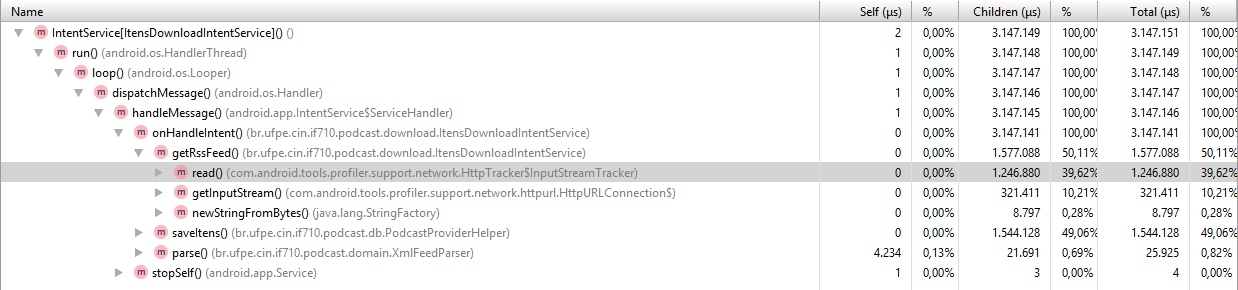 Name Self (μs) % Children (μs) % Total (μs) %
m IntentService[ItensDownloadIntentService]() () 2 0,00% 3.147.149 100,00% 3.147.151 100,00%
m run() (android.os.HandlerThread) 1 0,00% 3.147.148 100,00% 3.147.149 100,00%
m loop() (android.os.Looper) 1 0,00% 3.147.147 100,00% 3.147.148 100,00%
m dispatchMessage() (android.os.Handler) 1 0,00% 3.147.146 100,00% 3.147.147 100,00%
m handleMessage() (android.app.IntentService$ServiceHandler) 1 0,00% 3.147.145 100,00% 3.147.146 100,00%
m onHandleIntent() (br.ufpe.cin.if710.podcast.download.ItensDownloadIntentService) 0 0,00% 3.147.141 100,00% 3.147.141 100,00%
m getRssFeed() (br.ufpe.cin.if710.podcast.download.ItensDownloadIntentService) 0 0,00% 1.577.088 50,11% 1.577.088 50,11%
m read() (com.android.tools.profiler.support.network.HttpTracker$InputStreamTracker) 0 0,00% 1.246.880 39,62% 1.246.880 39,62%
m getInputStream() (com.android.tools.profiler.support.network.httpurl.HttpURLConnection$) 0 0,00% 321.411 10,21% 321.411 10,21%
m newStringFromBytes() (java.lang.StringFactory) 0 0,00% 8.797 0,28% 8.797 0,28%
m saveItens() (br.ufpe.cin.if710.podcast.db.PodcastProviderHelper) 0 0,00% 1.544.128 49,06% 1.544.128 49,06%
m parse() (br.ufpe.cin.if710.podcast.domain.XmlFeedParser) 4.234 0,13% 21.691 0,69% 25.925 0,82%
m stopSelf() (android.app.Service) 1 0,00% 3 0,00% 4 0,00%